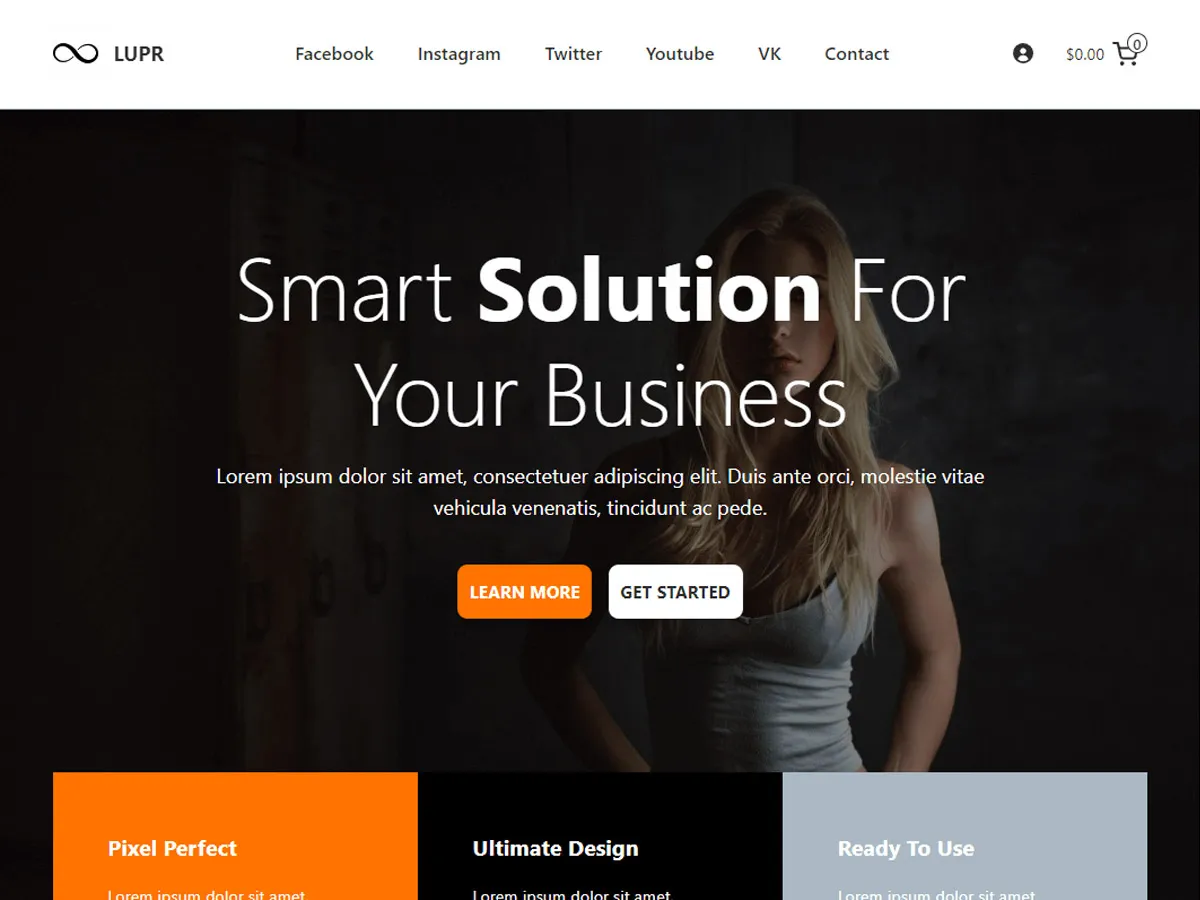 LUPR
Facebook Instagram Twitter Youtube VK Contact
$0.00 0
Smart Solution For
Your Business
Lorem ipsum dolor sit amet, consectetuer adipiscing elit. Duis ante orci, molestie vitae
vehicula venenatis, tincidunt ac pede.
LEARN MORE
GET STARTED
Pixel Perfect
Lorem ipsum dolor sit amet,
Ultimate Design
Lorem ipsum dolor sit amet,
Ready To Use
Lorem ipsum dolor sit amet,